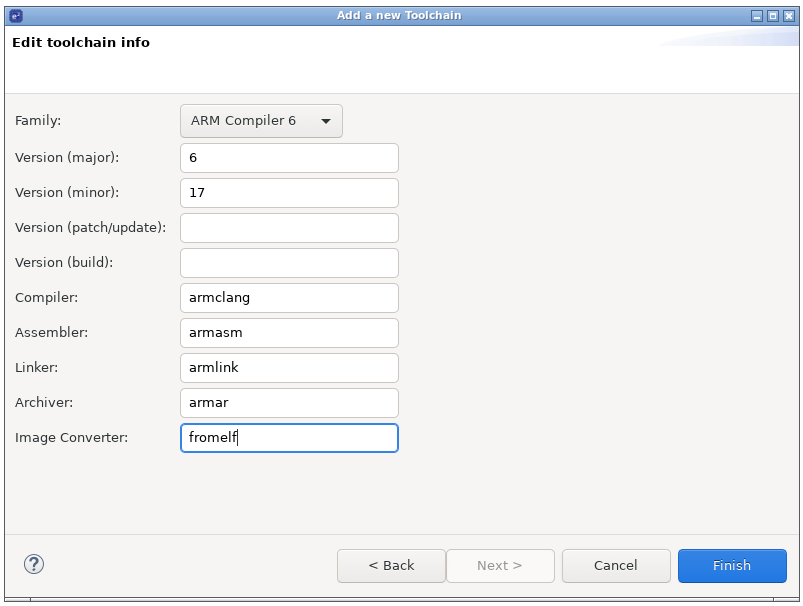 Add a new Toolchain
Edit toolchain info
Family: ARM Compiler 6
Version (major): 6
Version (minor): 17
Version (patch/update):
Version (build):
Compiler: armclang
Assembler: armasm
Linker: armlink
Archiver: armar
Image Converter: fromelf
? < Back Next > Cancel Finish